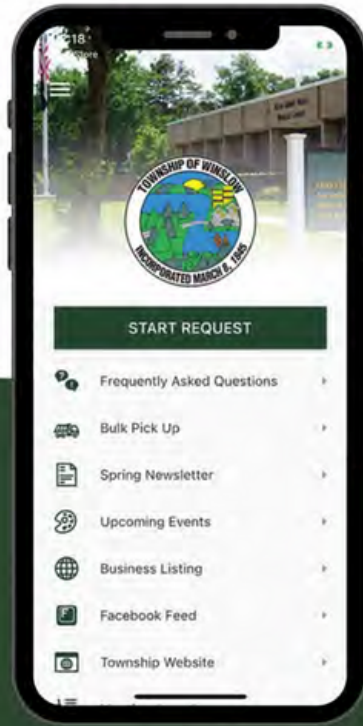 :18
TOWNSHIP OF WINSLOW
INCORPORATED MARCH 8, 1845
START REQUEST
Frequently Asked Questions
Bulk Pick Up
Spring Newsletter
Upcoming Events
Business Listing
Facebook Feed
Township Website